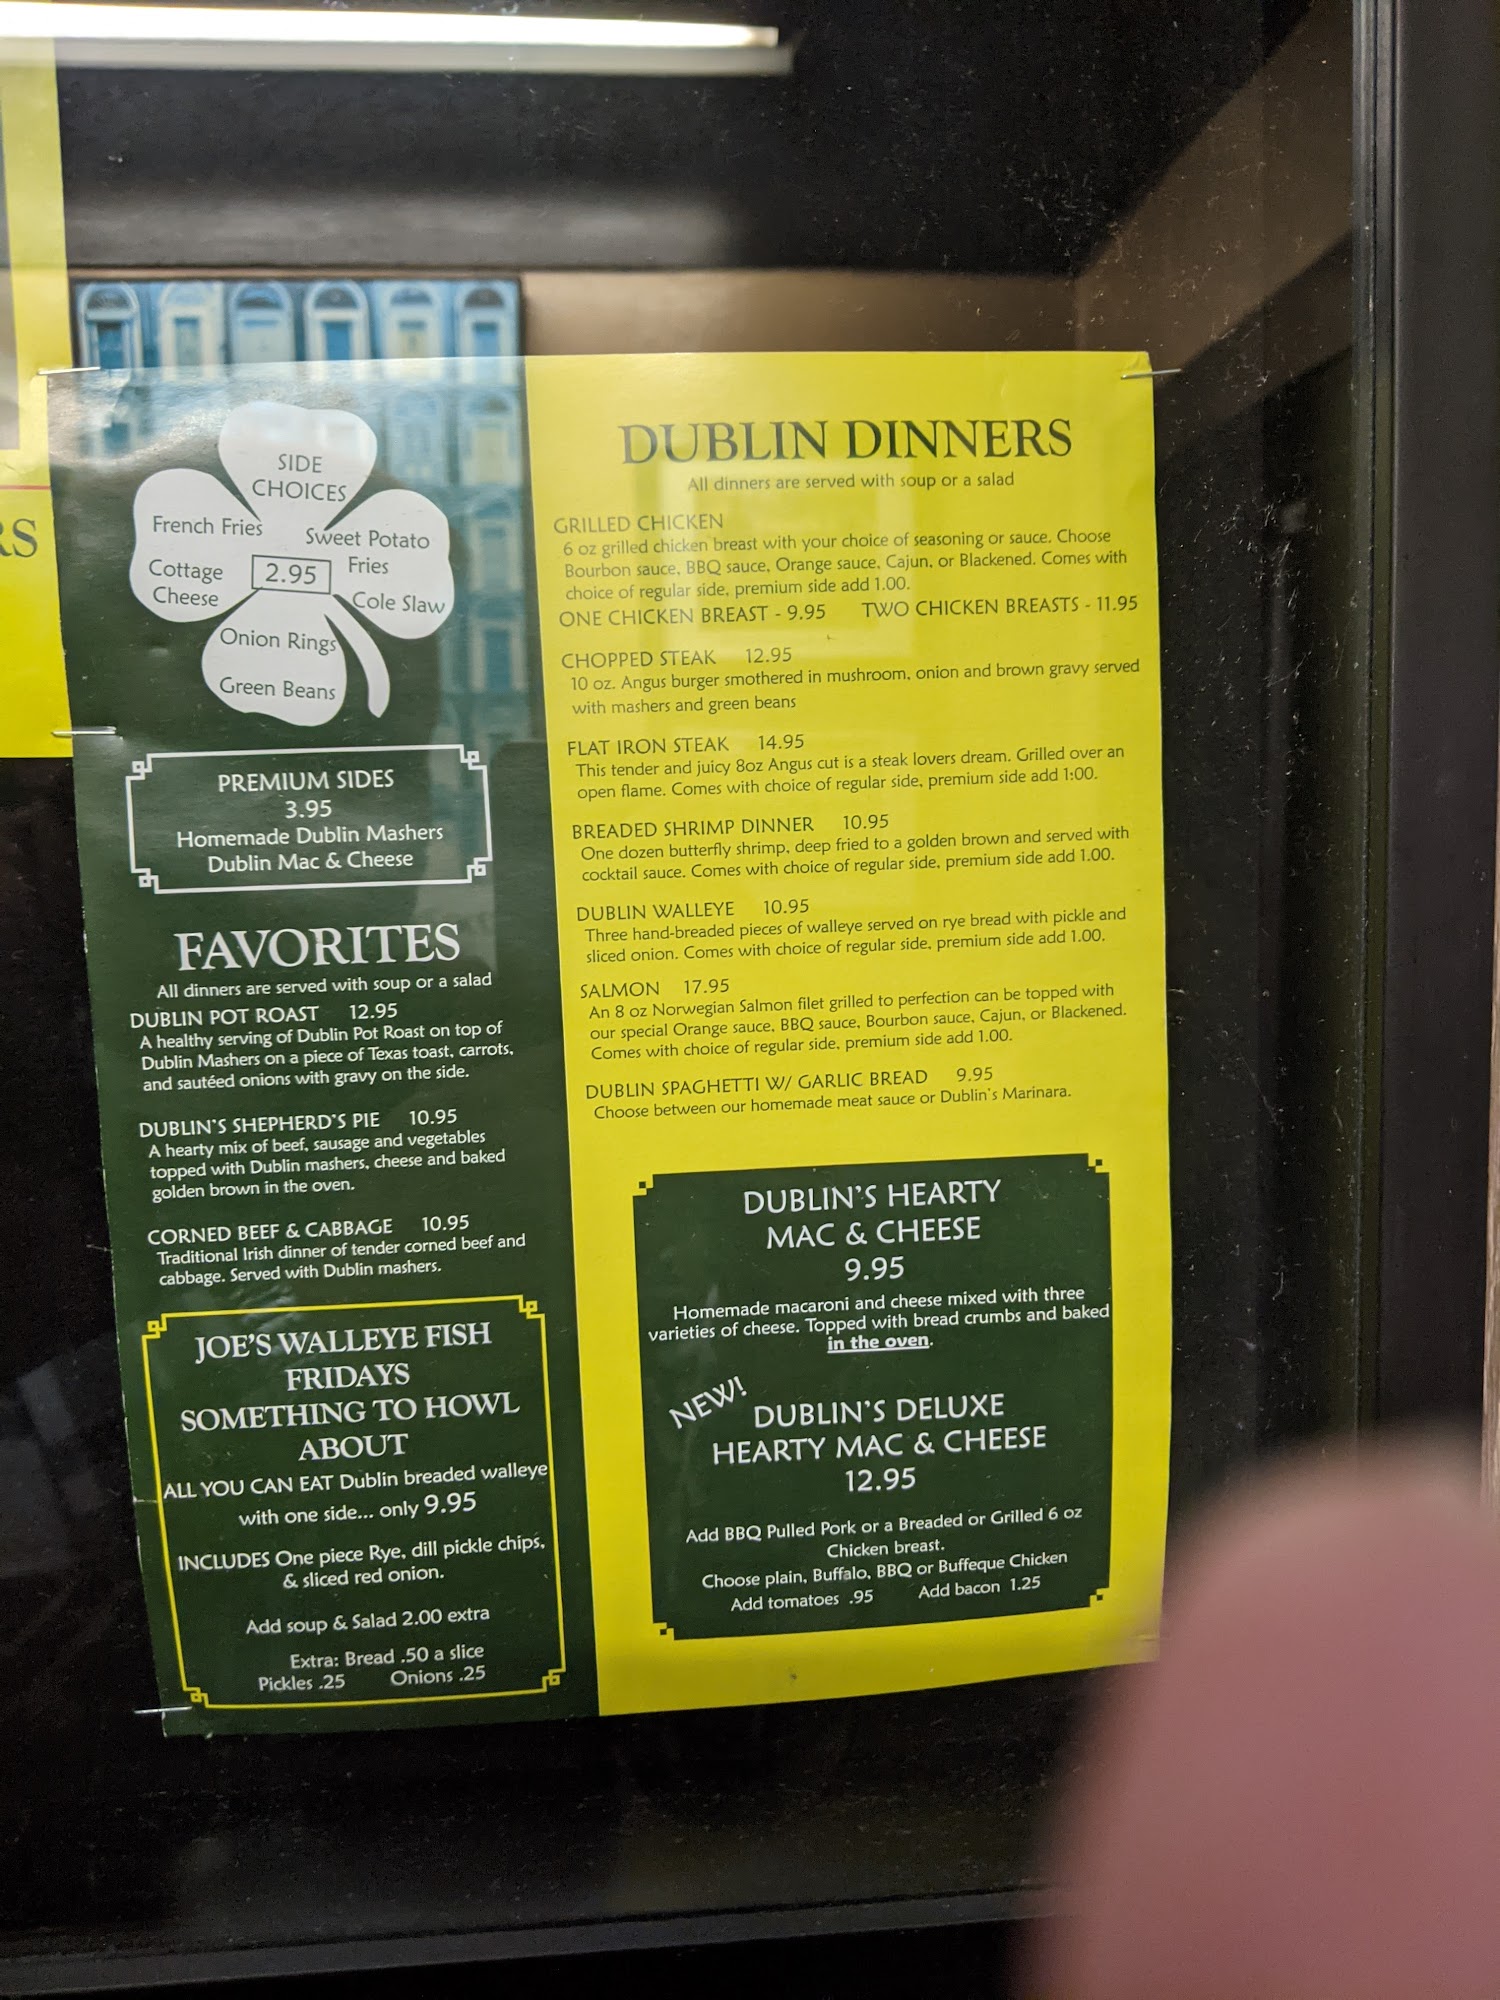 RS
SIDE
CHOICES
French Fries
Sweet Potato
Fries
Cottage
Cheese
2.95
Cole Slaw
Onion Rings
Green Beans
PREMIUM SIDES
3.95
Homemade Dublin Mashers
Dublin Mac & Cheese
FAVORITES
All dinners are served with soup or a salad
DUBLIN POT ROAST 12.95
A healthy serving of Dublin Pot Roast on top of
Dublin Mashers on a piece of Texas toast, carrots,
and sautéed onions with gravy on the side.
DUBLIN'S SHEPHERD'S PIE 10.95
A hearty mix of beef, sausage and vegetables
topped with Dublin mashers, cheese and baked
golden brown in the oven.
CORNED BEEF & CABBAGE 10.95
Traditional Irish dinner of tender corned beef and
cabbage. Served with Dublin mashers.
JOE'S WALLEYE FISH
FRIDAYS
SOMETHING TO HOWL
ABOUT
ALL YOU CAN EAT Dublin breaded walleye
with one side... only 9.95
INCLUDES One piece Rye, dill pickle chips,
& sliced red onion.
Add soup & Salad 2.00 extra
Extra: Bread .50 a slice
Pickles .25 Onions .25
DUBLIN DINNERS
All dinners are served with soup or a salad
GRILLED CHICKEN
6 oz grilled chicken breast with your choice of seasoning or sauce. Choose
Bourbon sauce, BBQ sauce, Orange sauce, Cajun, or Blackened. Comes with
choice of regular side, premium side add 1.00.
ONE CHICKEN BREAST - 9.95 TWO CHICKEN BREASTS - 11.95
CHOPPED STEAK 12.95
10 oz. Angus burger smothered in mushroom, onion and brown gravy served
with mashers and green beans
FLAT IRON STEAK 14.95
This tender and juicy 8oz Angus cut is a steak lovers dream. Grilled over an
open flame. Comes with choice of regular side, premium side add 1:00.
BREADED SHRIMP DINNER 10.95
One dozen butterfly shrimp, deep fried to a golden brown and served with
cocktail sauce. Comes with choice of regular side, premium side add 1.00.
DUBLIN WALLEYE 10.95
Three hand-breaded pieces of walleye served on rye bread with pickle and
sliced onion. Comes with choice of regular side, premium side add 1.00.
SALMON 17.95
An 8 oz Norwegian Salmon filet grilled to perfection can be topped with
our special Orange sauce, BBQ sauce, Bourbon sauce, Cajun, or Blackened.
Comes with choice of regular side, premium side add 1.00.
DUBLIN SPAGHETTI W/ GARLIC BREAD 9.95
Choose between our homemade meat sauce or Dublin's Marinara.
DUBLIN'S HEARTY
MAC & CHEESE
9.95
Homemade macaroni and cheese mixed with three
varieties of cheese. Topped with bread crumbs and baked
in the oven.
NEW!
DUBLIN'S DELUXE
HEARTY MAC & CHEESE
12.95
Add BBQ Pulled Pork or a Breaded or Grilled 6 oz
Chicken breast.
Choose plain, Buffalo, BBQ or Buffeque Chicken
Add tomatoes .95 Add bacon 1.25